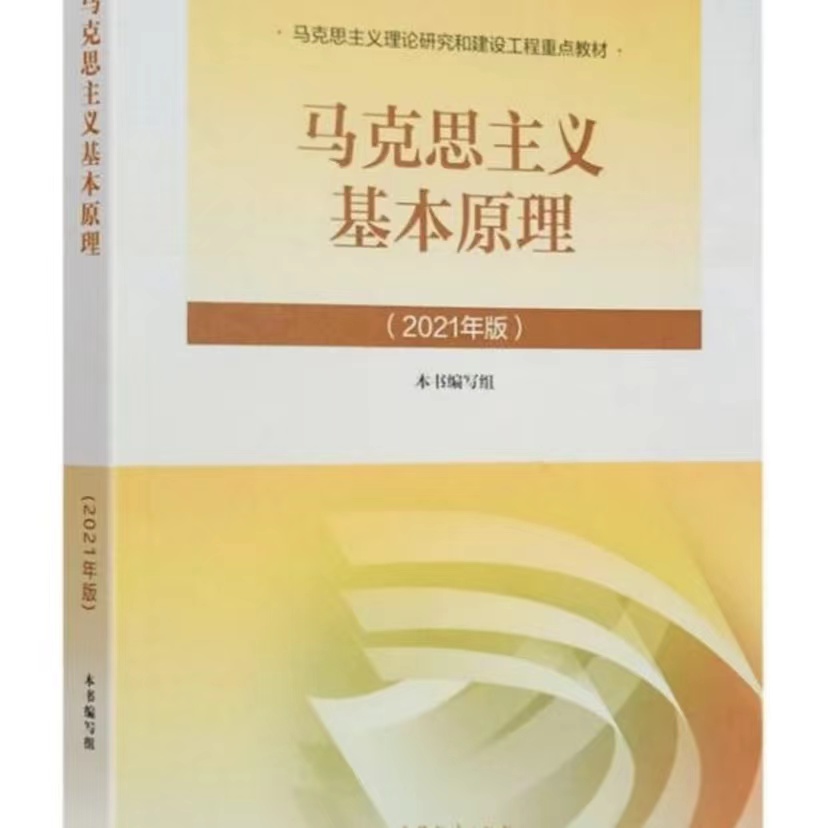 · 马克思主义理论研究和建设工程重点教材 ·
马克思主义
基本原理
（2021年版）
本书编写组
马克思主义基本原理
（2021年版）
本书编写组